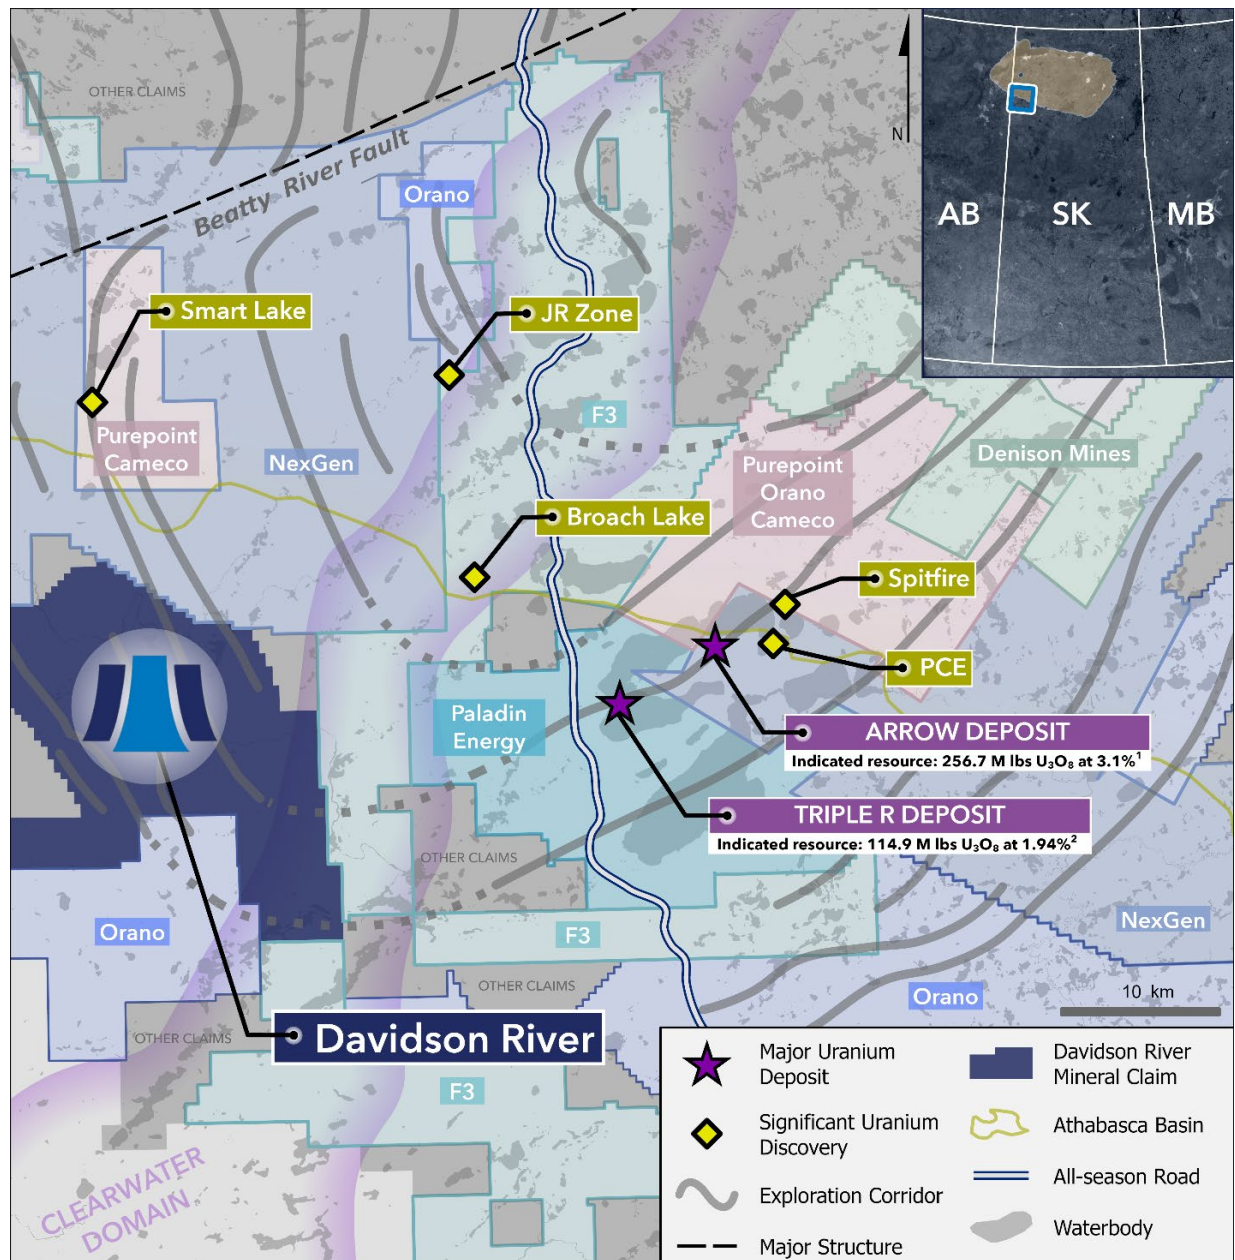 OTHER CLAIMS
Beatty River Fault
Orano
N
AB
SK
MB
Smart Lake
JR Zone
F3
Purepoint
Cameco
NexGen
Purepoint
Orano
Cameco
Denison Mines
Broach Lake
Spitfire
PCE
Paladin
Energy
ARROW DEPOSIT
Indicated resource: 256.7 M lbs U₃O₈ at 3.1%¹
TRIPLE R DEPOSIT
Indicated resource: 114.9 M lbs U₃O₈ at 1.94%²
OTHER CLAIMS
Orano
F3
NexGen
OTHER CLAIMS
Orano
10 km
OTHER CLAIMS
Davidson River
F3
CLEARWATER
DOMAIN
Major Uranium
Deposit
Significant Uranium
Discovery
Exploration Corridor
Major Structure
Davidson River
Mineral Claim
Athabasca Basin
All-season Road
Waterbody